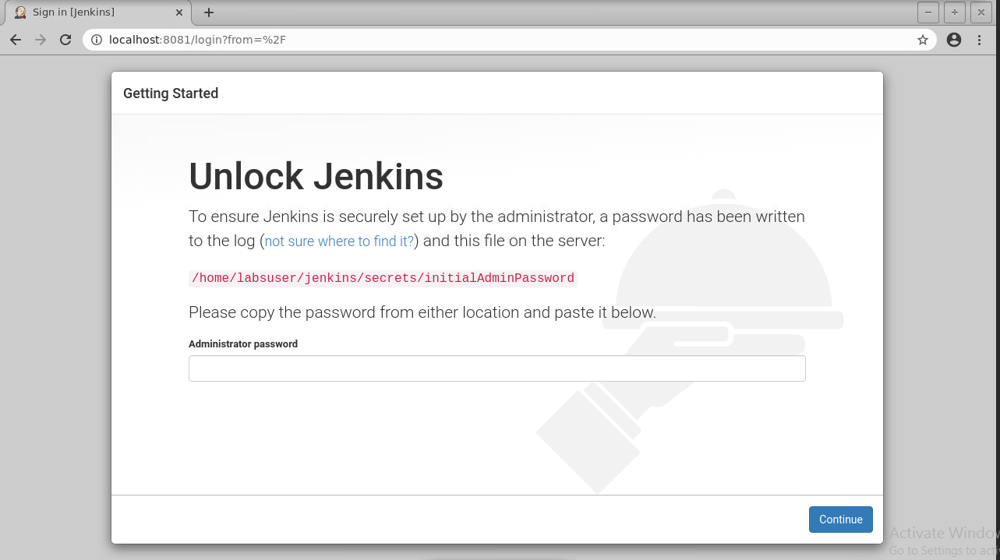 Sign in [Jenkins]
localhost:8081/login?from=%2F
Getting Started
Unlock Jenkins
To ensure Jenkins is securely set up by the administrator, a password has been written
to the log (not sure where to find it?) and this file on the server:
/home/labsuser/jenkins/secrets/initialAdminPassword
Please copy the password from either location and paste it below.
Administrator password
Continue
Activate Window
Go to Settings to